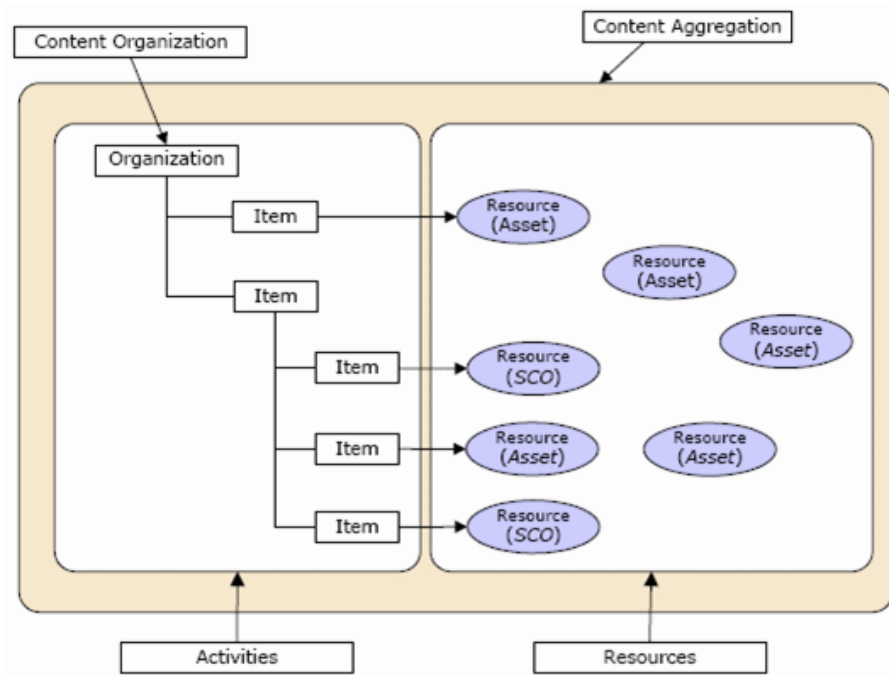 Content Organization
Content Aggregation
Organization
Item
Resource
(Asset)
Resource
(Asset)
Item
Resource
(Asset)
Item
Resource
(SCO)
Item
Resource
(Asset)
Resource
(Asset)
Item
Resource
(SCO)
Activities
Resources